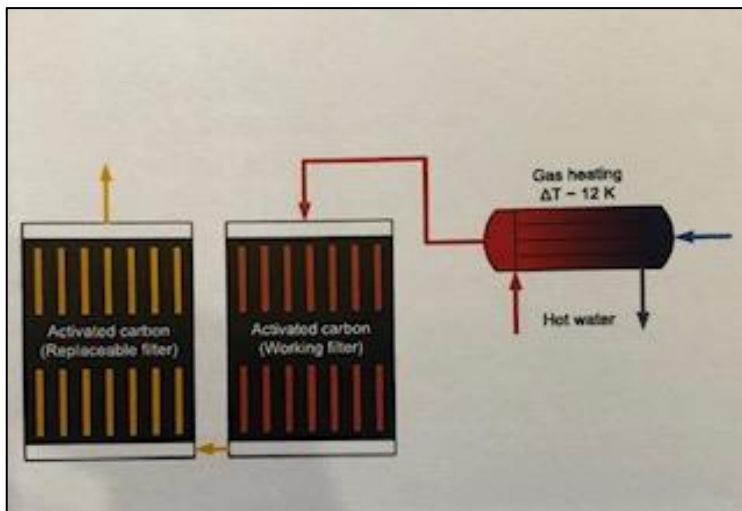 Gas heating
ΔT ~ 12 K
Activated carbon
(Replaceable filter)
Activated carbon
(Working filter)
Hot water